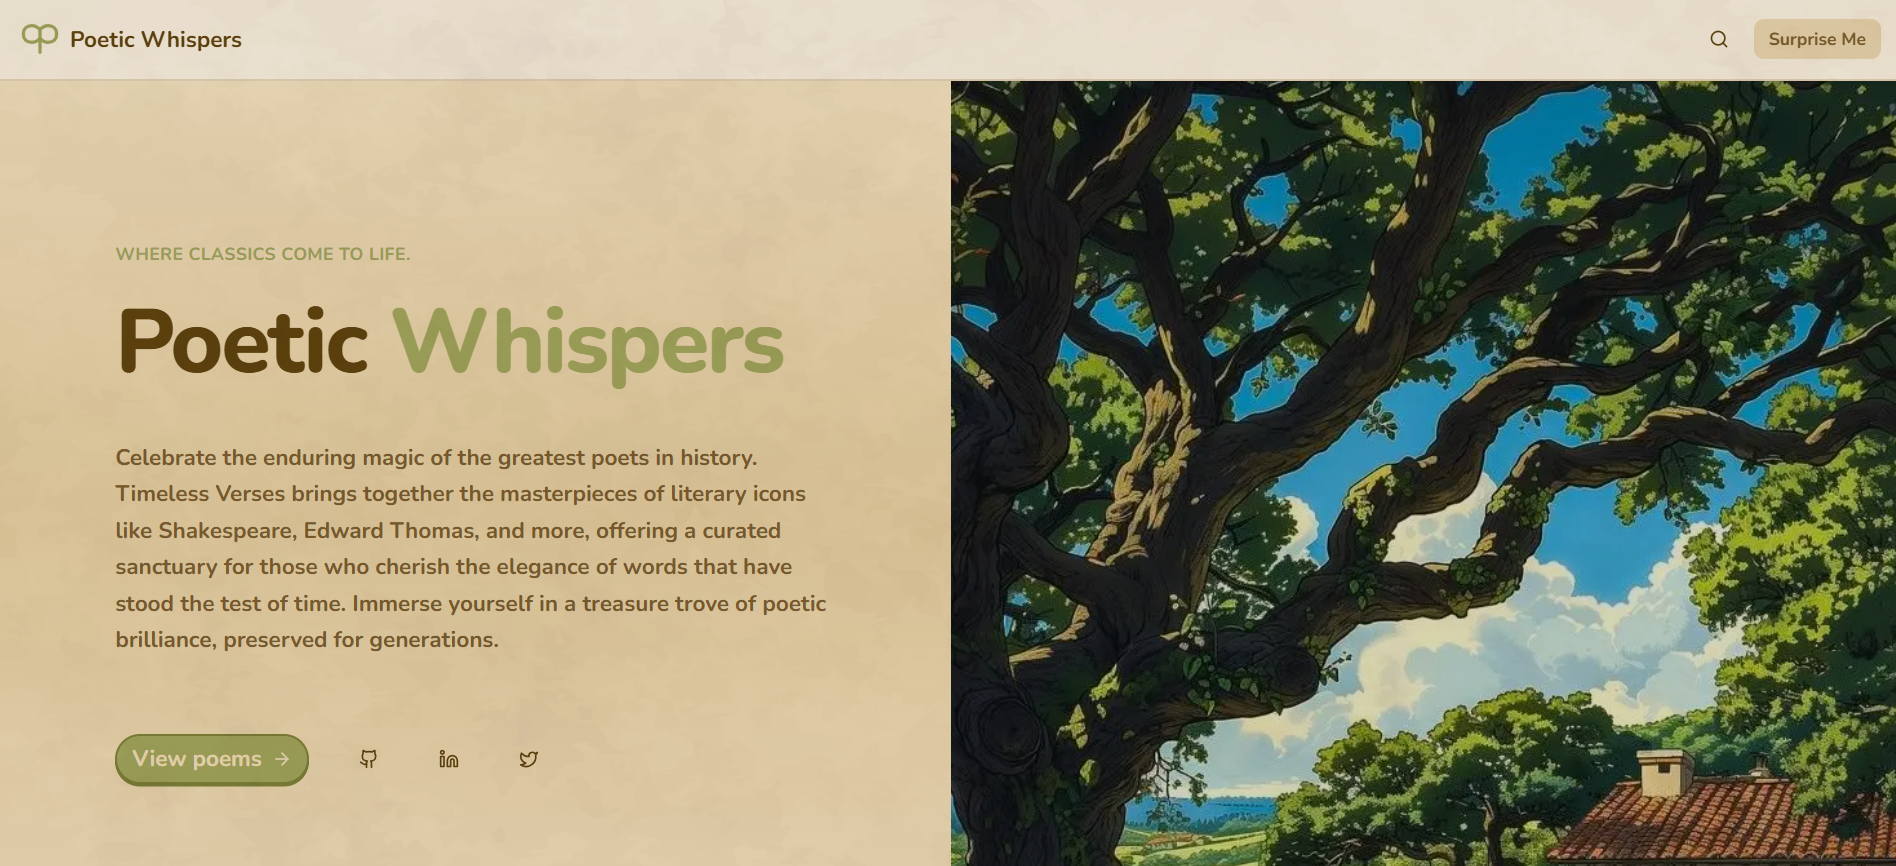 Poetic Whispers
Surprise Me
WHERE CLASSICS COME TO LIFE.
Poetic Whispers
Celebrate the enduring magic of the greatest poets in history.
Timeless Verses brings together the masterpieces of literary icons
like Shakespeare, Edward Thomas, and more, offering a curated
sanctuary for those who cherish the elegance of words that have
stood the test of time. Immerse yourself in a treasure trove of poetic
brilliance, preserved for generations.
View poems →